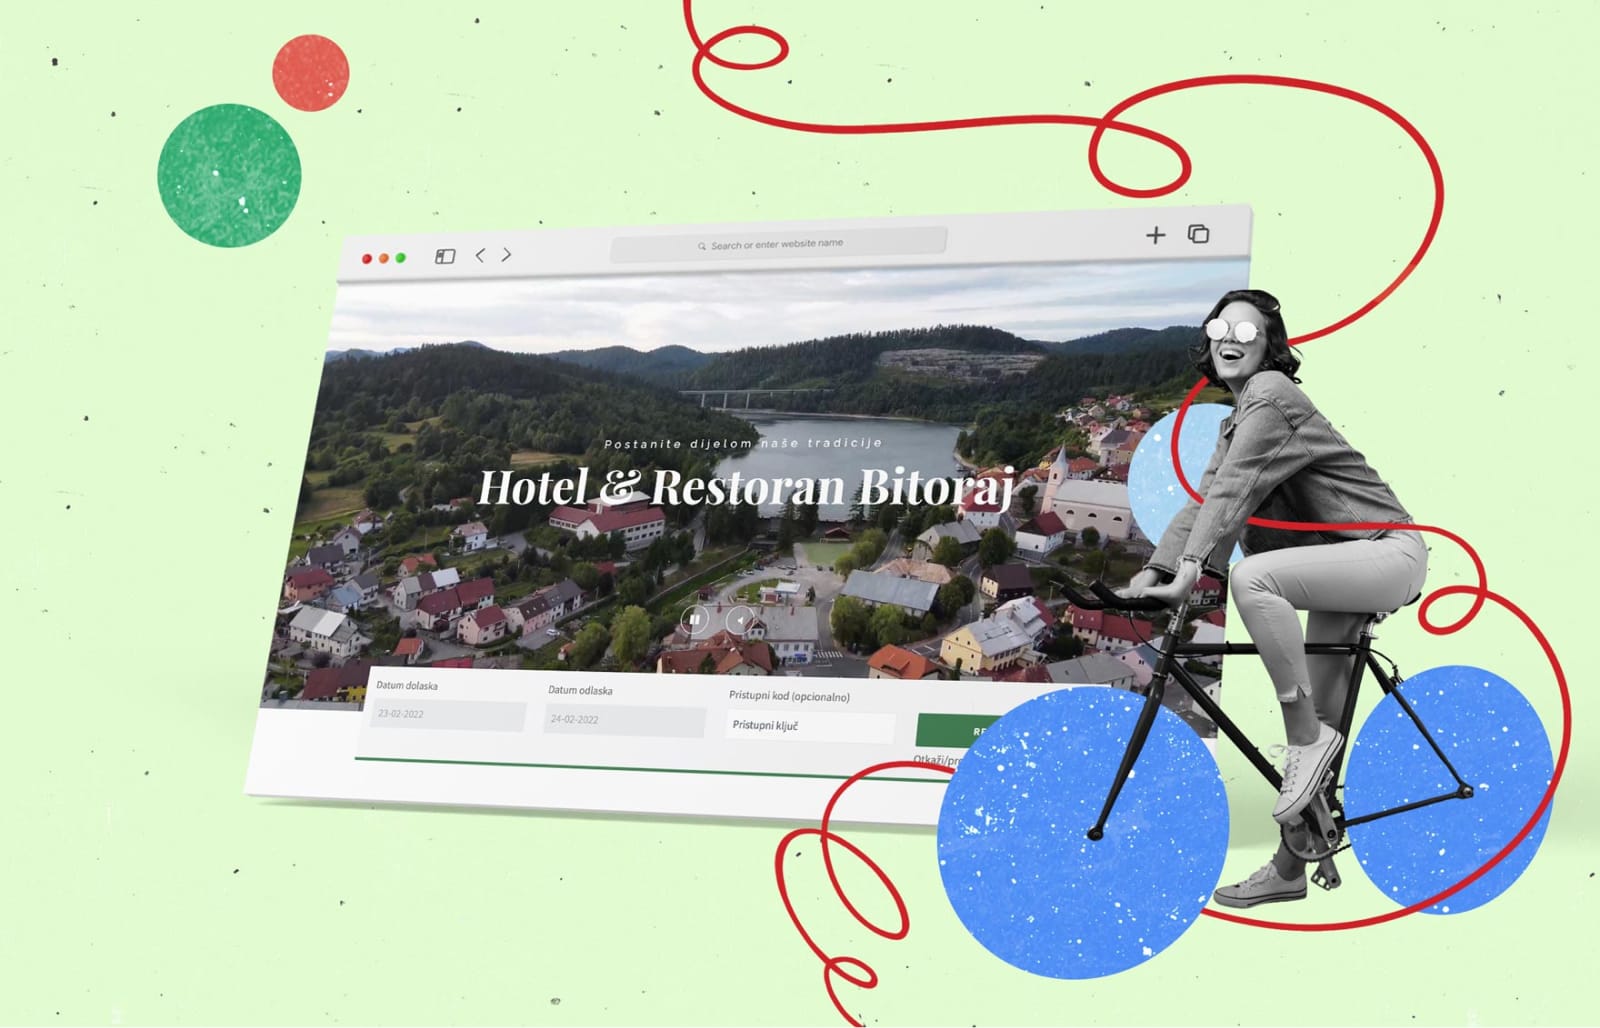 Search or enter website name
Postanite dijelom naše tradicije
Hotel & Restoran Bitoraj
Datum dolaska
Datum odlaska
Pristupni kod (opcionalno)
23-02-2022
24-02-2022
Pristupni ključ